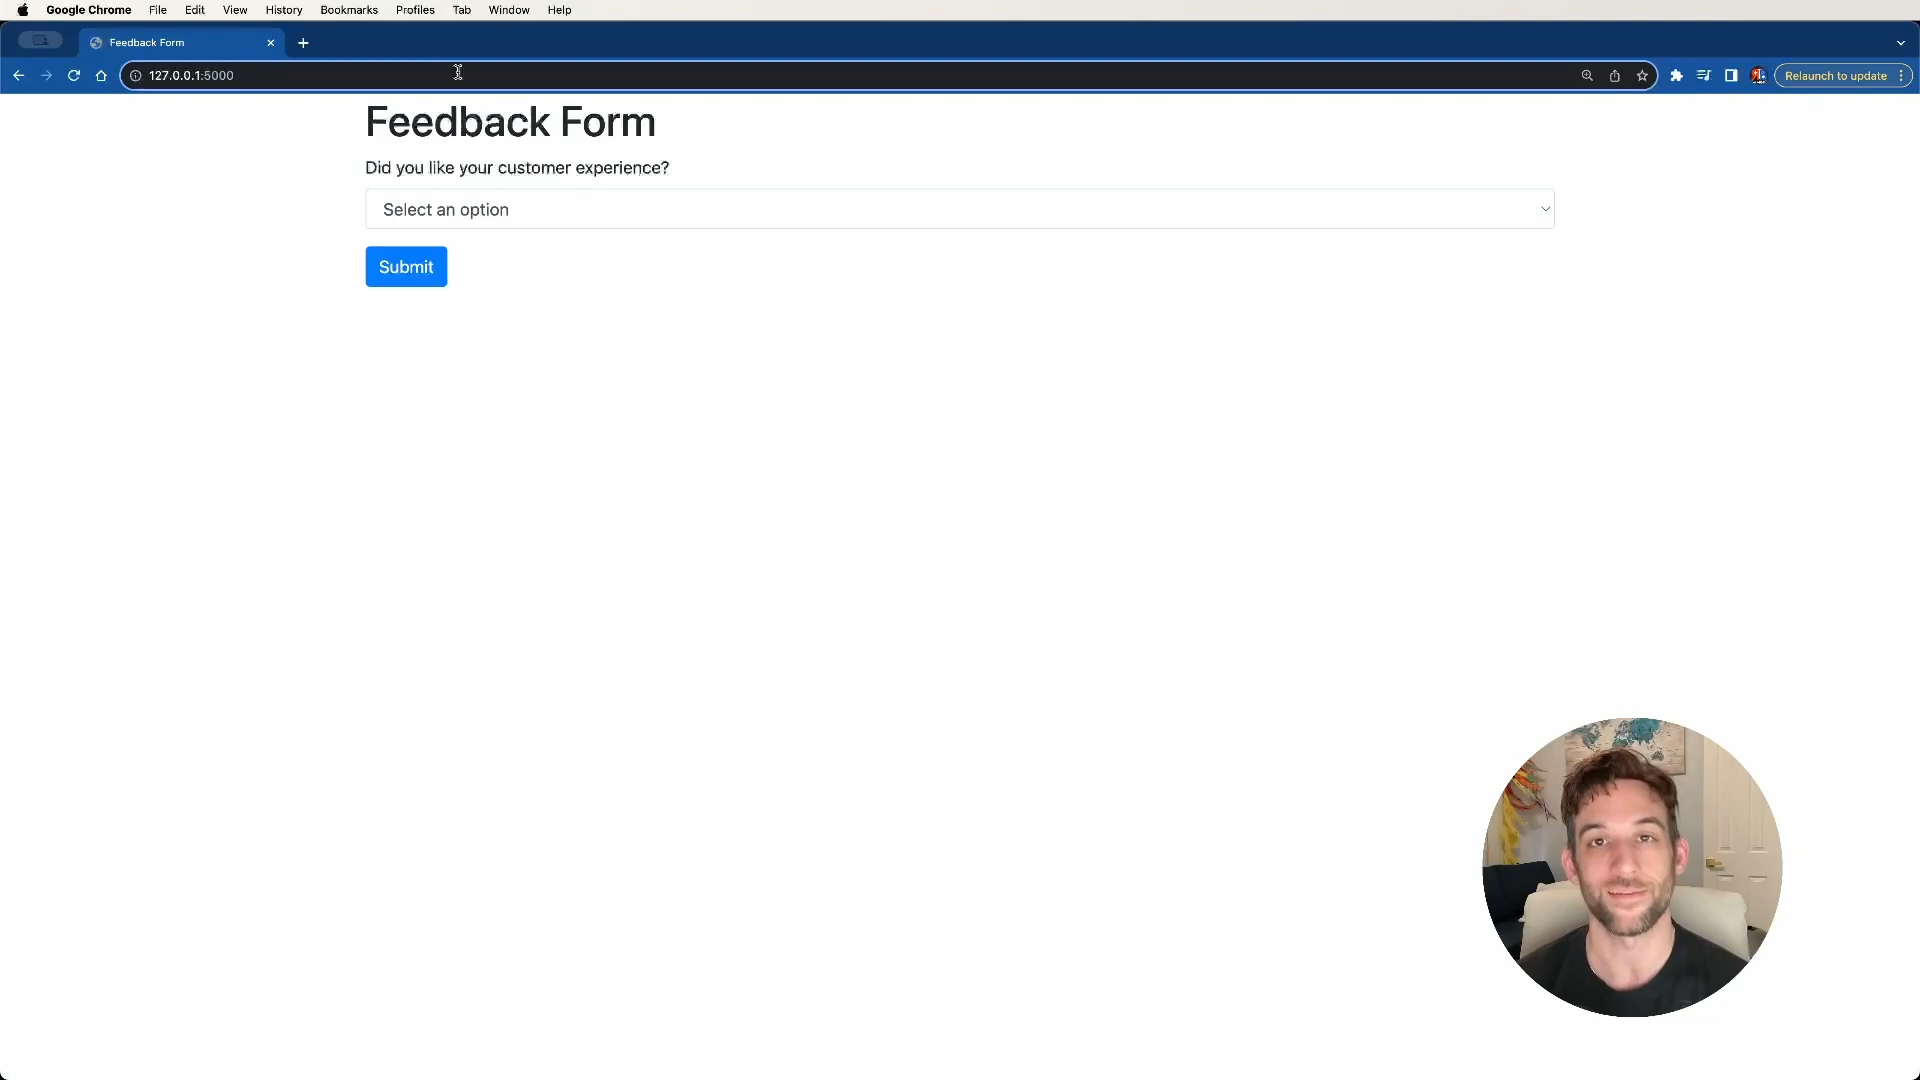 Google Chrome File Edit View History Bookmarks Profiles Tab Window Help
Feedback Form
127.0.0.1:5000 Relaunch to update
Feedback Form
Did you like your customer experience?
Select an option
Submit